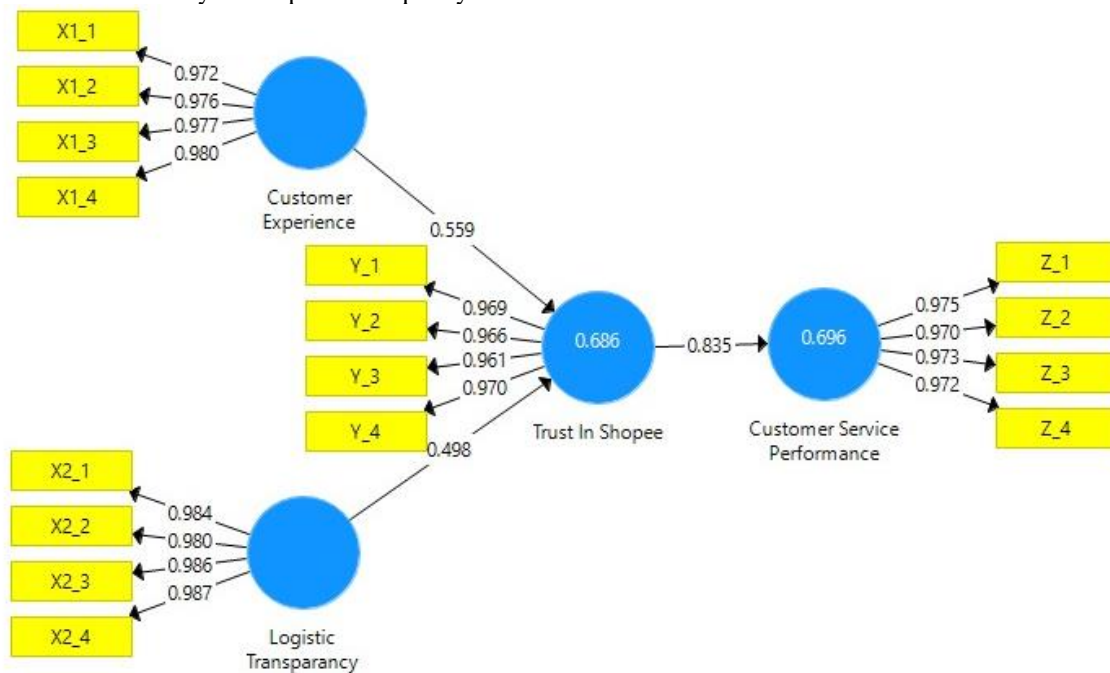 X1_1
X1_2
X1_3
X1_4
0.972
0.976
0.977
0.980
Customer
Experience
0.559
Y_1
Y_2
Y_3
Y_4
0.969
0.966
0.961
0.970
0.686
Trust In Shopee
0.835
0.696
Customer Service
Performance
0.975
0.970
0.973
0.972
Z_1
Z_2
Z_3
Z_4
0.498
X2_1
X2_2
X2_3
X2_4
0.984
0.980
0.986
0.987
Logistic
Transparancy